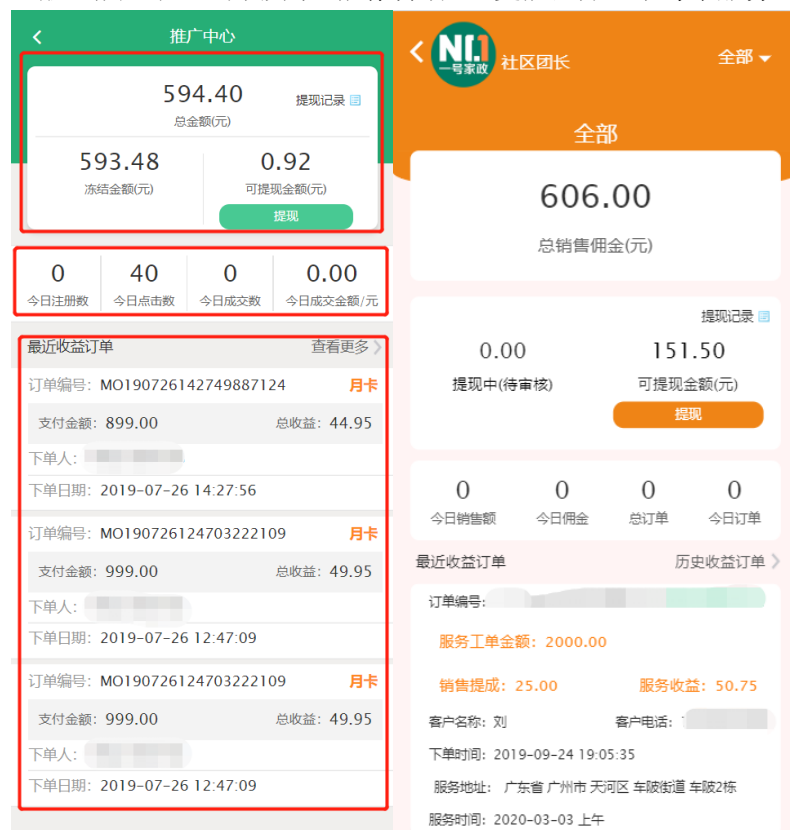 推广中心
594.40
总金额(元)
提现记录
593.48
冻结金额(元)
0.92
可提现金额(元)
提现
0
今日注册数
40
今日点击数
0
今日成交数
0.00
今日成交金额/元
最近收益订单
查看更多
订单编号: MO190726142749887124 月卡
支付金额: 899.00 总收益: 44.95
下单人:
下单日期: 2019-07-26 14:27:56
订单编号: MO190726124703222109 月卡
支付金额: 999.00 总收益: 49.95
下单人:
下单日期: 2019-07-26 12:47:09
订单编号: MO190726124703222109 月卡
支付金额: 999.00 总收益: 49.95
下单人:
下单日期: 2019-07-26 12:47:09
一号家政
社区团长
全部
全部
606.00
总销售佣金(元)
提现记录
0.00
提现中(待审核)
151.50
可提现金额(元)
提现
0
今日销售额
0
今日佣金
0
总订单
0
今日订单
最近收益订单
历史收益订单
订单编号:
服务工单金额: 2000.00
销售提成: 25.00 服务收益: 50.75
客户名称: 刘 客户电话:
下单时间: 2019-09-24 19:05:35
服务地址: 广东省 广州市 天河区 车陂街道 车陂2栋
服务时间: 2020-03-03 上午